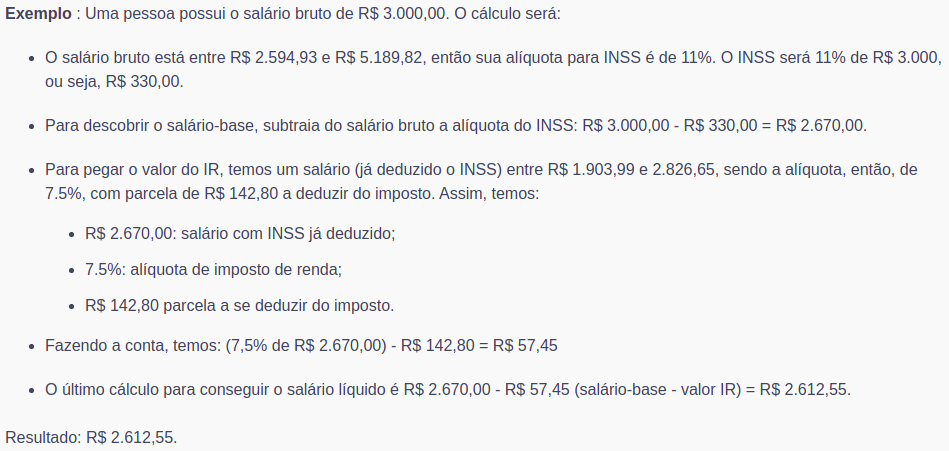 Exemplo : Uma pessoa possui o salário bruto de R$ 3.000,00. O cálculo será:
• O salário bruto está entre R$ 2.594,93 e R$ 5.189,82, então sua alíquota para INSS é de 11%. O INSS será 11% de R$ 3.000,
ou seja, R$ 330,00.
• Para descobrir o salário-base, subtraia do salário bruto a alíquota do INSS: R$ 3.000,00 - R$ 330,00 = R$ 2.670,00.
• Para pegar o valor do IR, temos um salário (já deduzido o INSS) entre R$ 1.903,99 e 2.826,65, sendo a alíquota, então, de
7.5%, com parcela de R$ 142,80 a deduzir do imposto. Assim, temos:
• R$ 2.670,00: salário com INSS já deduzido;
• 7.5%: alíquota de imposto de renda;
• R$ 142,80 parcela a se deduzir do imposto.
• Fazendo a conta, temos: (7,5% de R$ 2.670,00) - R$ 142,80 = R$ 57,45
• O último cálculo para conseguir o salário líquido é R$ 2.670,00 - R$ 57,45 (salário-base - valor IR) = R$ 2.612,55.
Resultado: R$ 2.612,55.